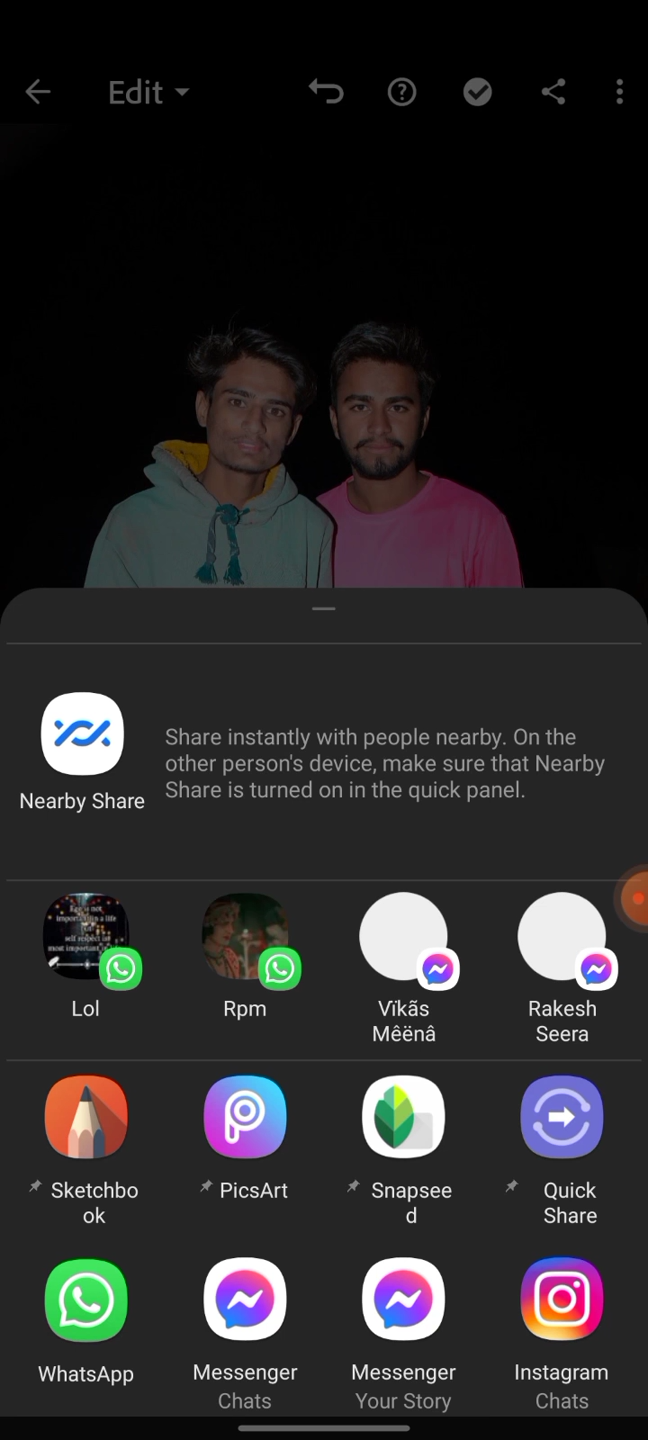 Edit
Share instantly with people nearby. On the
other person's device, make sure that Nearby
Share is turned on in the quick panel.
Nearby Share
Lol
Rpm
Vïkãs
Mêënâ
Rakesh
Seera
Sketchbo
ok
PicsArt
Snapsee
d
Quick
Share
WhatsApp
Messenger
Chats
Messenger
Your Story
Instagram
Chats